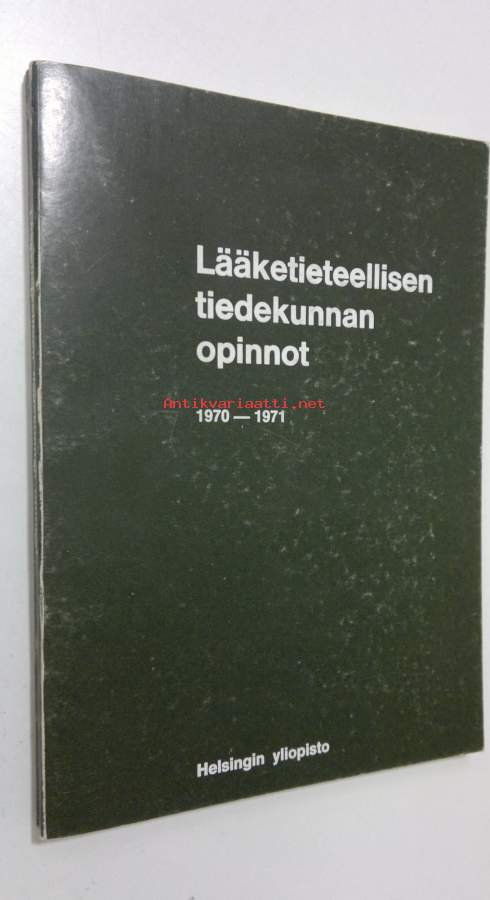 Lääketieteellisen
tiedekunnan
opinnot
Antikvariaatti.net
1970 — 1971
Helsingin yliopisto